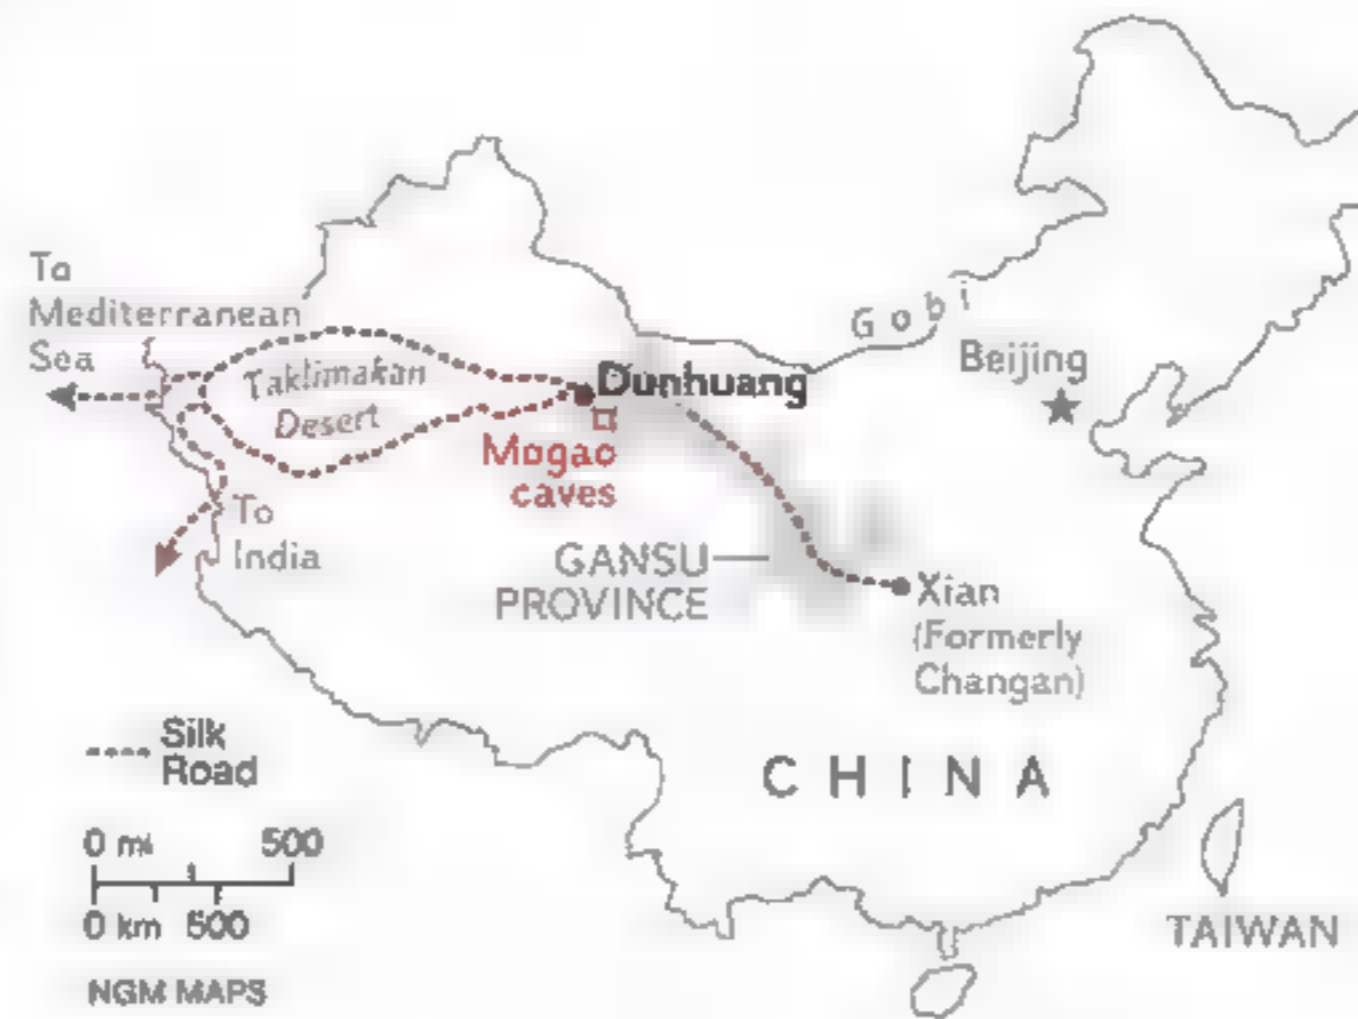 To
Mediterranean
Sea
Taklimakan
Desert
Dunhuang
Mogao
caves
Gobi
Beijing
To
India
GANSU
PROVINCE
Xian
(Formerly
Changan)
CHINA
Silk
Road
0 mi 500
0 km 500
TAIWAN
NGM MAPS